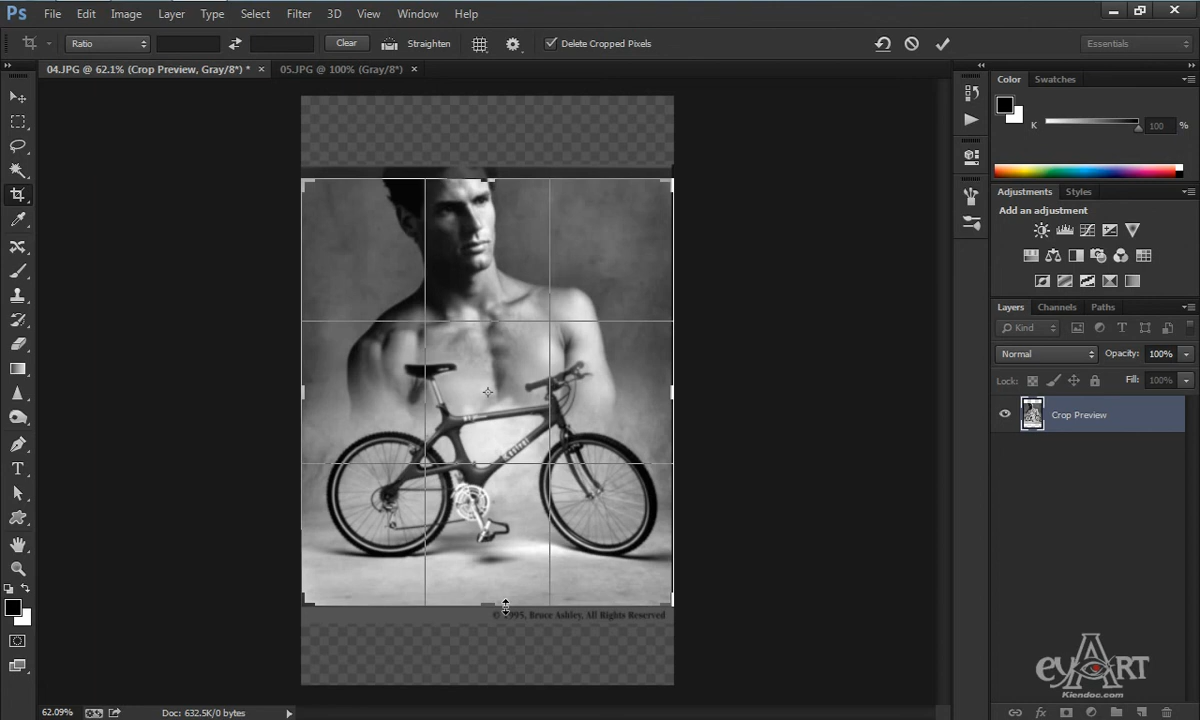 Ps File Edit Image Layer Type Select Filter 3D View Window Help
Ratio Clear Straighten Delete Cropped Pixels Essentials
04.JPG @ 62.1% (Crop Preview, Gray/8*) * × 05.JPG @ 100% (Gray/8*) ×
Color Swatches
K 100 %
Adjustments Styles
Add an adjustment
Layers Channels Paths
Kind
Normal Opacity: 100%
Lock: Fill: 100%
Crop Preview
© 1995, Bruce Ashley, All Rights Reserved
eyART
Kiendoc.com
62.09% Doc: 632.5K/0 bytes